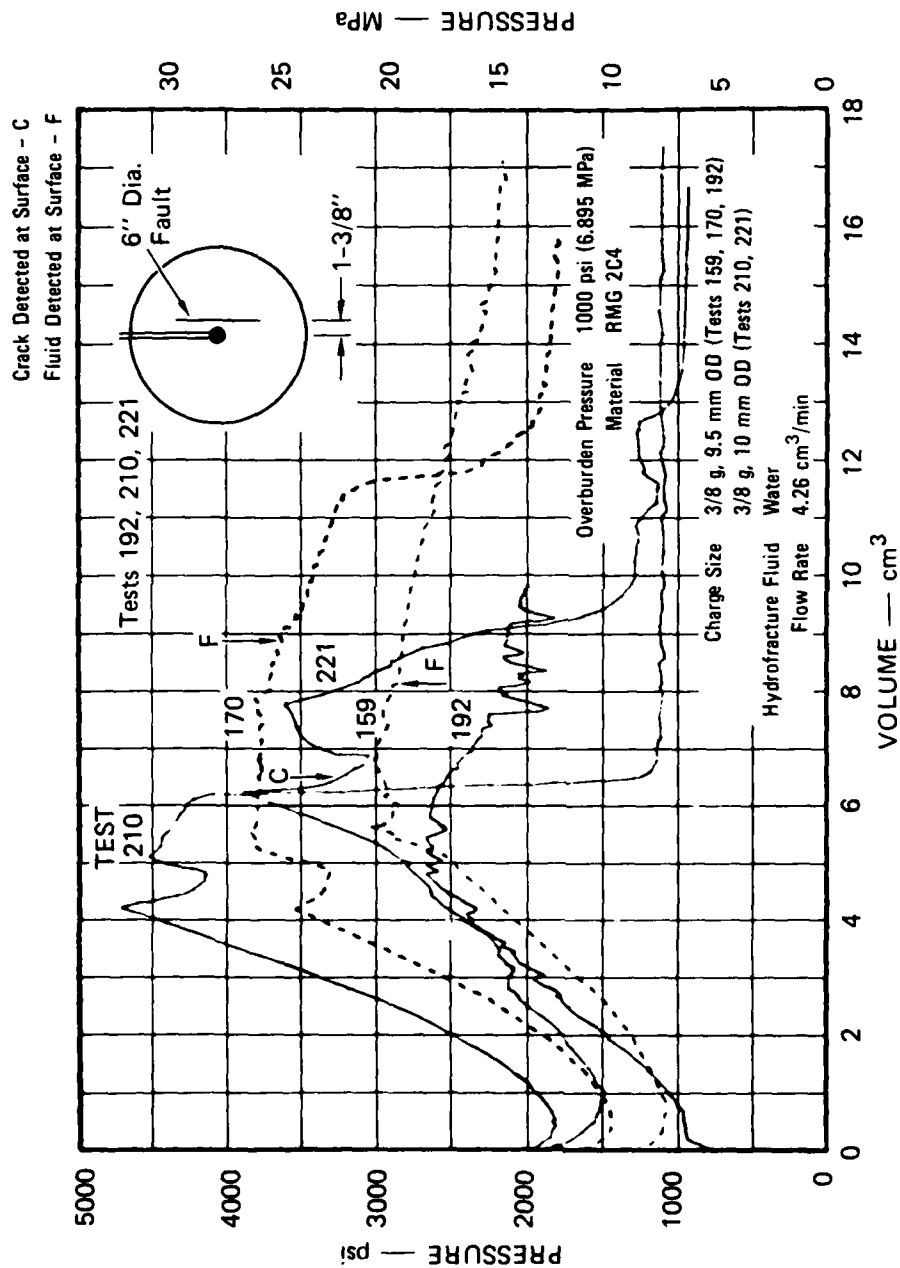 Crack Detected at Surface - C
Fluid Detected at Surface - F
PRESSURE — psi
5000
4000
3000
2000
1000
0
PRESSURE — MPa
30
25
20
15
10
5
0
0
2
4
6
8
10
12
14
16
18
VOLUME — cm³
TEST
210
170
F
C
221
159
F
192
Tests 192, 210, 221
6" Dia.
Fault
1-3/8"
Overburden Pressure 1000 psi (6.895 MPa)
Material RMG 2C4
Charge Size 3/8 g, 9.5 mm OD (Tests 159, 170, 192)
3/8 g, 10 mm OD (Tests 210, 221)
Hydrofracture Fluid Water
Flow Rate 4.26 cm³/min